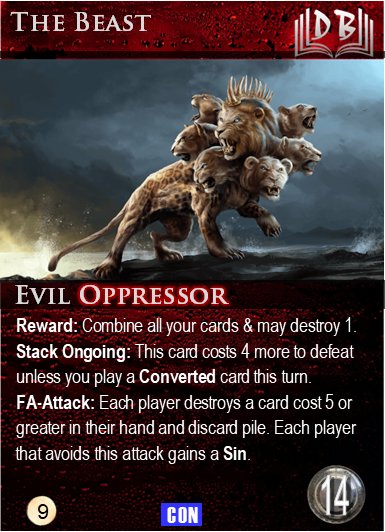 The Beast
DB
Evil Oppressor
Reward: Combine all your cards & may destroy 1.
Stack Ongoing: This card costs 4 more to defeat
unless you play a Converted card this turn.
FA-Attack: Each player destroys a card cost 5 or
greater in their hand and discard pile. Each player
that avoids this attack gains a Sin.
9
CON
14